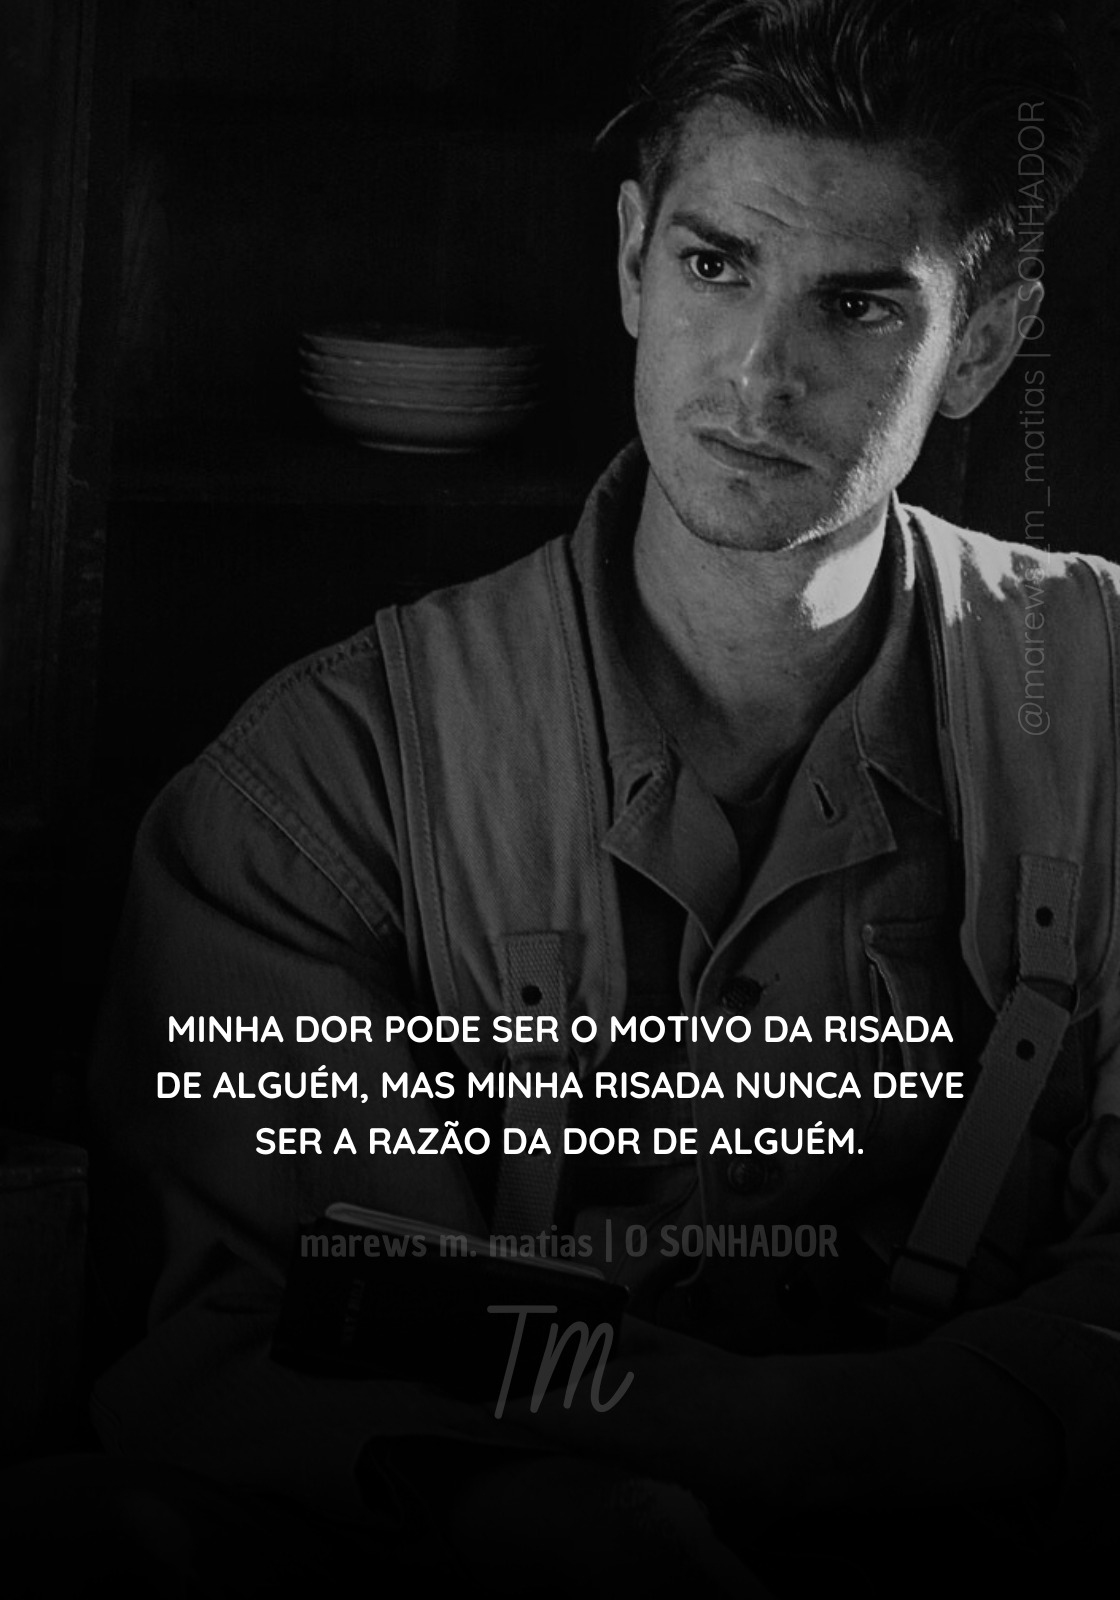 MINHA DOR PODE SER O MOTIVO DA RISADA
DE ALGUÉM, MAS MINHA RISADA NUNCA DEVE
SER A RAZÃO DA DOR DE ALGUÉM.
marews m. matias | O SONHADOR
Tm
@marews_m_matias | O SONHADOR